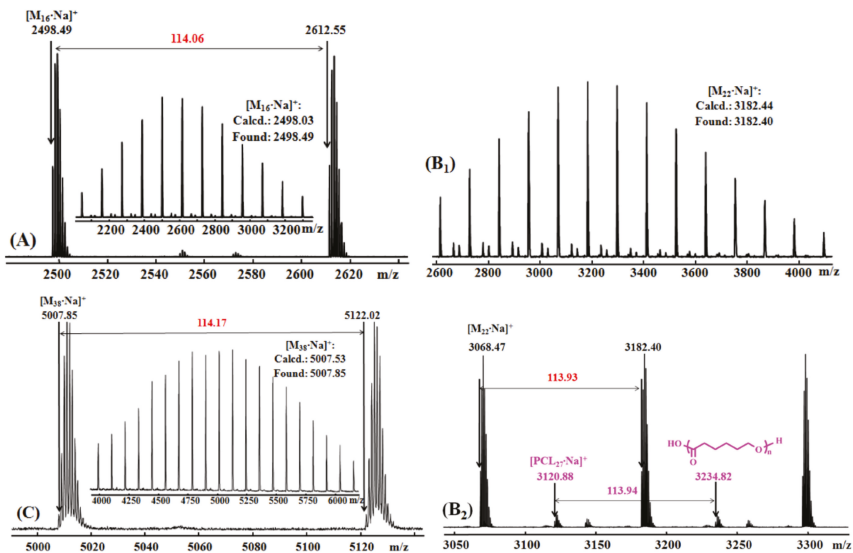 [M16·Na]+
2498.49
2612.55
114.06
[M16·Na]+:
Calcd.: 2498.03
Found: 2498.49
2200 2400 2600 2800 3000 3200 m/z
(A)
2500 2520 2540 2560 2580 2600 2620 m/z
[M22·Na]+:
Calcd.: 3182.44
Found: 3182.40
(B1)
2600 2800 3000 3200 3400 3600 3800 4000 m/z
[M38·Na]+
5007.85
5122.02
114.17
[M38·Na]+:
Calcd.: 5007.53
Found: 5007.85
4000 4250 4500 4750 5000 5250 5500 5750 6000 m/z
(C)
5000 5020 5040 5060 5080 5100 5120 m/z
[M22·Na]+
3068.47
3182.40
113.93
HO
O
O
n
H
[PCL27·Na]+
3120.88
3234.82
113.94
(B2)
3050 3100 3150 3200 3250 3300 m/z